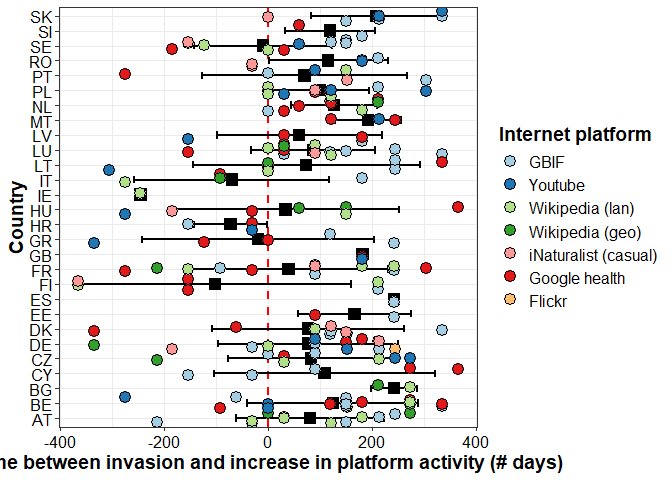 SK
SI
SE
RO
PT
PL
NL
MT
LV
LU
LT
IT
IE
HU
HR
GR
GB
FR
FI
ES
EE
DK
DE
CZ
CY
BG
BE
AT
Country
-400 -200 0 200 400
me between invasion and increase in platform activity (# days)
Internet platform
GBIF
Youtube
Wikipedia (lan)
Wikipedia (geo)
iNaturalist (casual)
Google health
Flickr